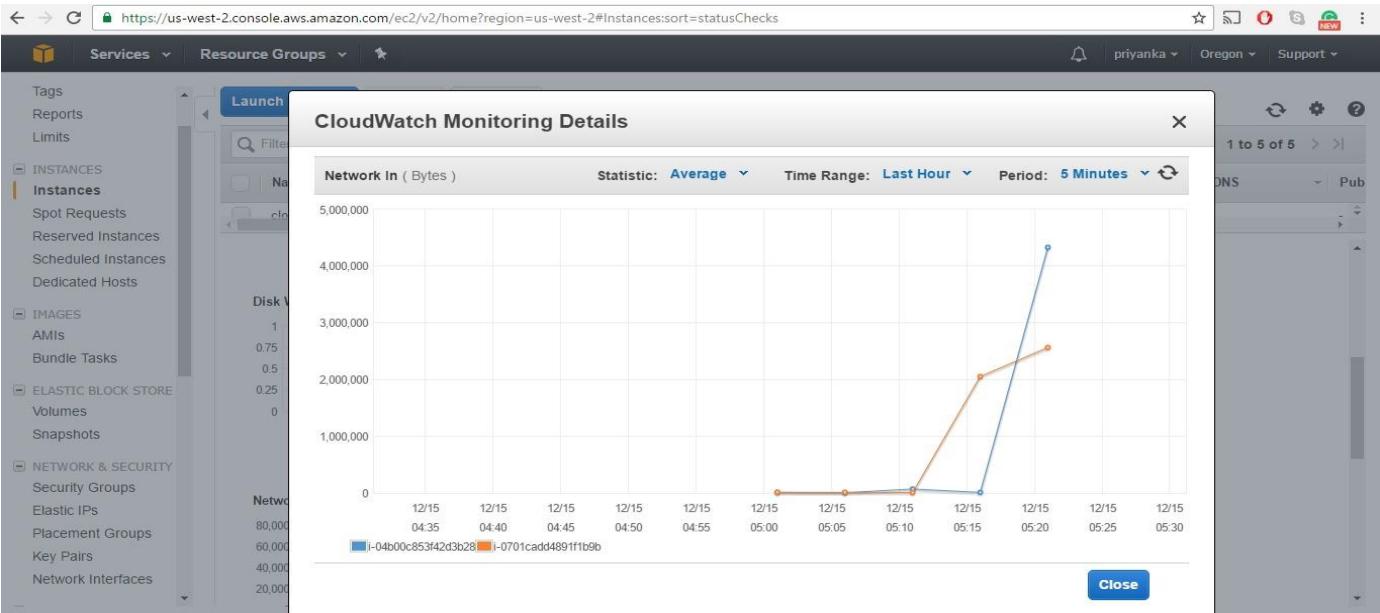 https://us-west-2.console.aws.amazon.com/ec2/v2/home?region=us-west-2#Instances:sort=statusChecks
NEW
Services Resource Groups priyanka Oregon Support
Tags
Reports
Limits
INSTANCES
Instances
Spot Requests
Reserved Instances
Scheduled Instances
Dedicated Hosts
IMAGES
AMIs
Bundle Tasks
ELASTIC BLOCK STORE
Volumes
Snapshots
NETWORK & SECURITY
Security Groups
Elastic IPs
Placement Groups
Key Pairs
Network Interfaces
Launch
Filte
1 to 5 of 5
Na
ONS Pub
clo
Disk
1
0.75
0.5
0.25
0
Netwo
80,000
60,000
40,000
20,000
CloudWatch Monitoring Details
Network In ( Bytes ) Statistic: Average Time Range: Last Hour Period: 5 Minutes
5,000,000
4,000,000
3,000,000
2,000,000
1,000,000
0
12/15 12/15 12/15 12/15 12/15 12/15 12/15 12/15 12/15 12/15 12/15 12/15
04:35 04:40 04:45 04:50 04:55 05:00 05:05 05:10 05:15 05:20 05:25 05:30
i-04b00c853f42d3b28 i-0701cadd4891f1b9b
Close